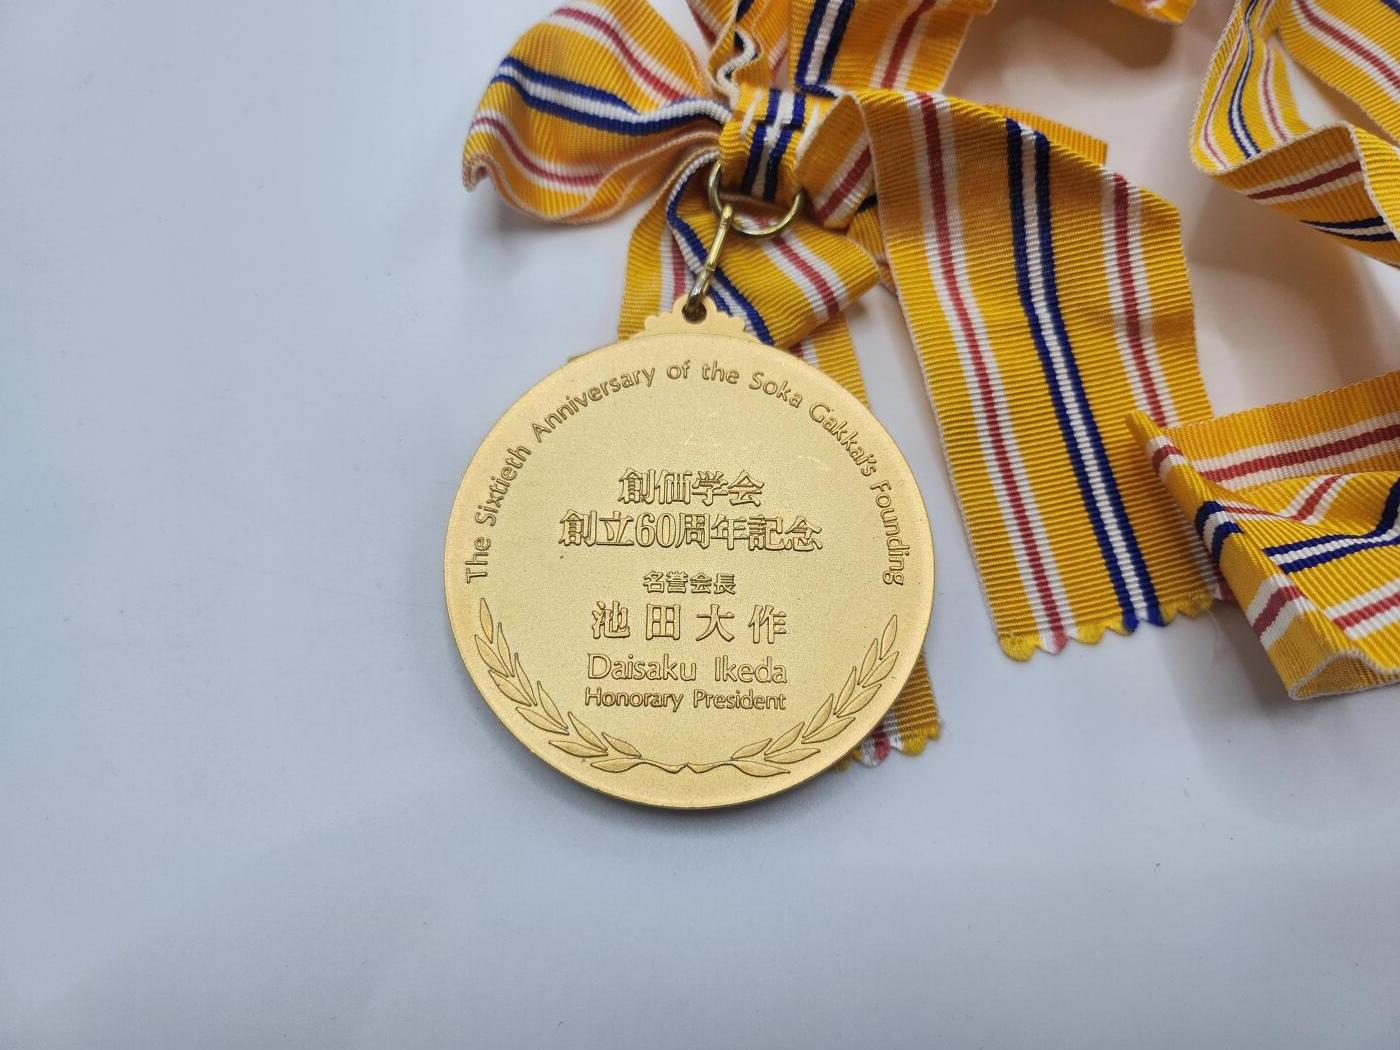 The Sixtieth Anniversary of the Soka Gakkai's Founding
創価学会
創立60周年記念
名誉会長
池田大作
Daisaku Ikeda
Honorary President